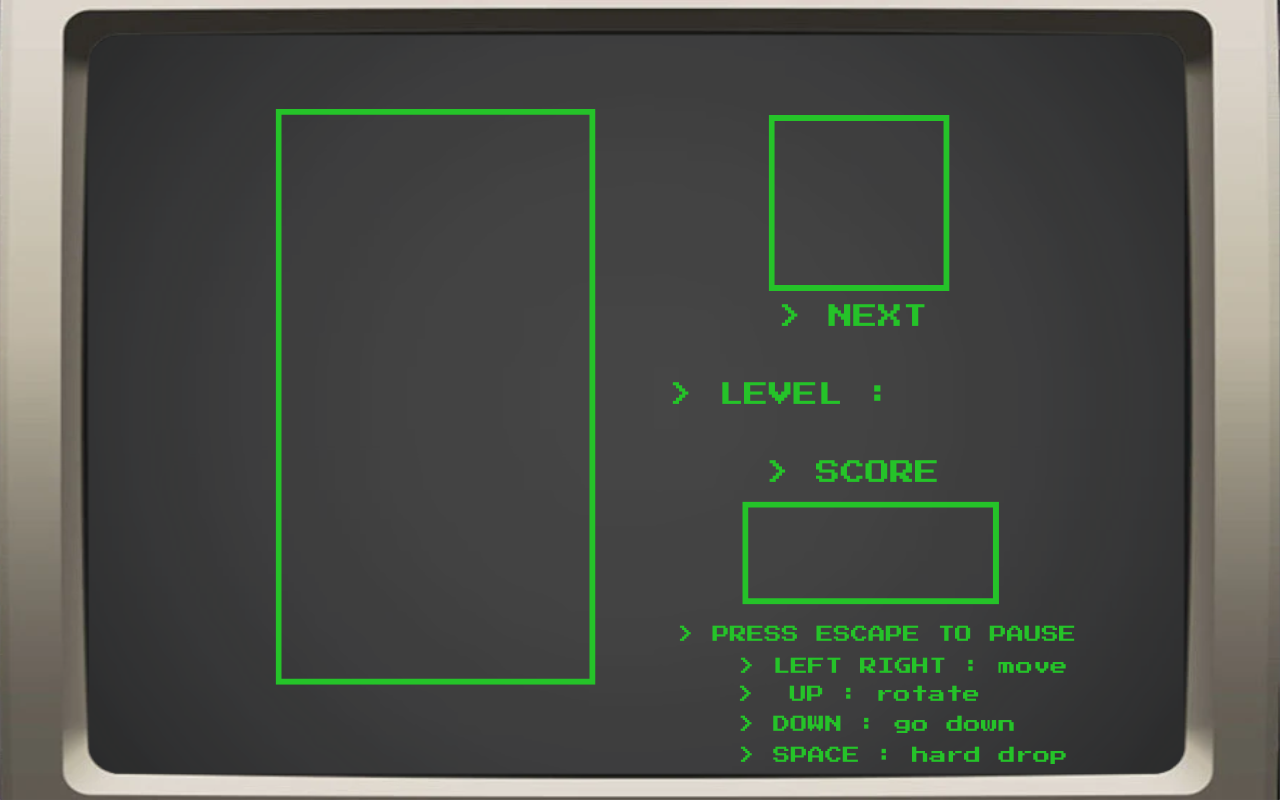 > NEXT
> LEVEL :
> SCORE
> PRESS ESCAPE TO PAUSE
> LEFT RIGHT : move
> UP : rotate
> DOWN : go down
> SPACE : hard drop